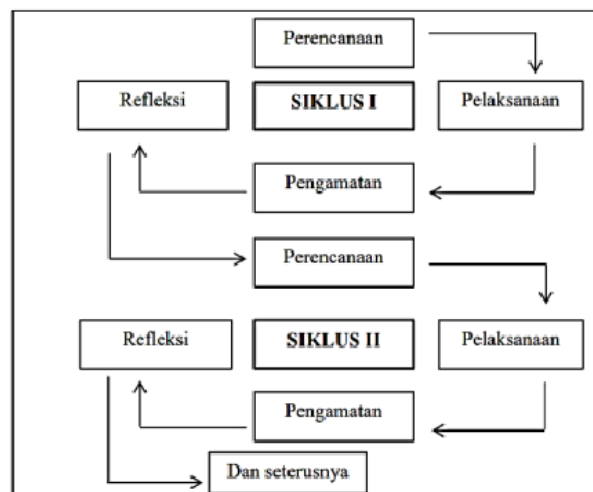 Perencanaan
Refleksi
SIKLUS I
Pelaksanaan
Pengamatan
Perencanaan
Refleksi
SIKLUS II
Pelaksanaan
Pengamatan
Dan seterusnya